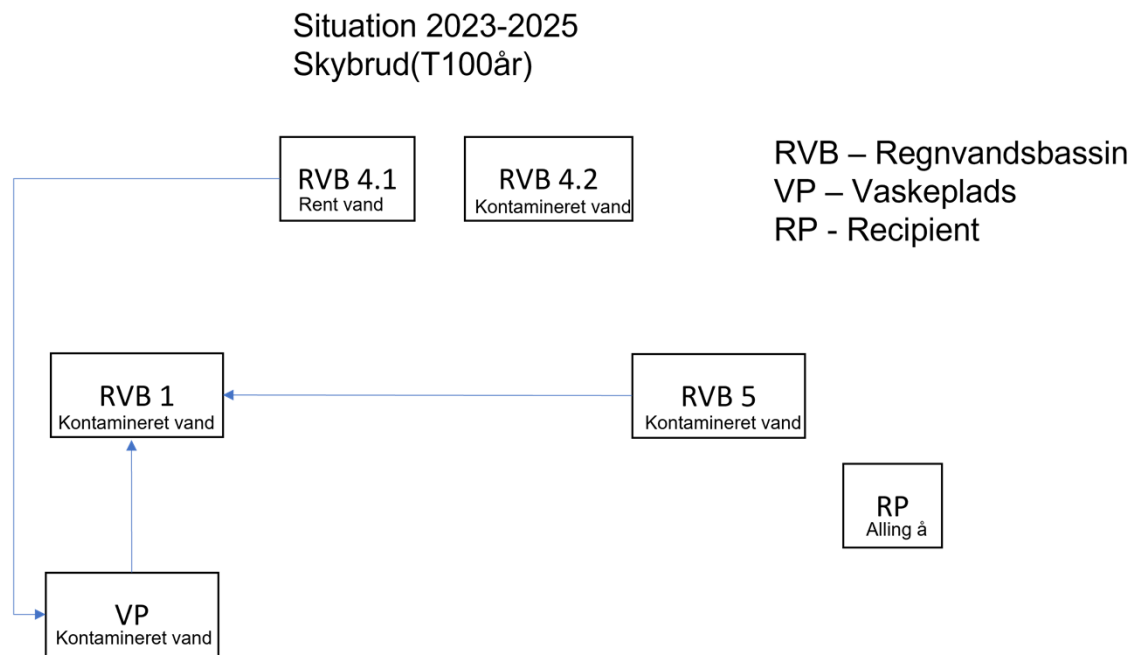 Situation 2023-2025
Skybrud(T100år)
RVB 4.1
Rent vand
RVB 4.2
Kontamineret vand
RVB – Regnvandsbassin
VP – Vaskeplads
RP - Recipient
RVB 1
Kontamineret vand
RVB 5
Kontamineret vand
RP
Alling å
VP
Kontamineret vand